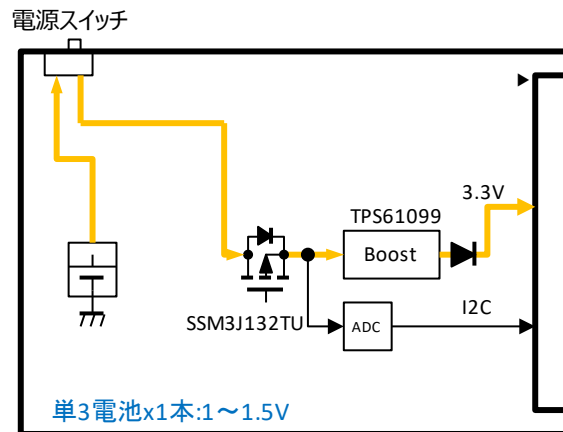 電源スイッチ
3.3V
TPS61099
Boost
SSM3J132TU
ADC
I2C
単3電池x1本:1～1.5V